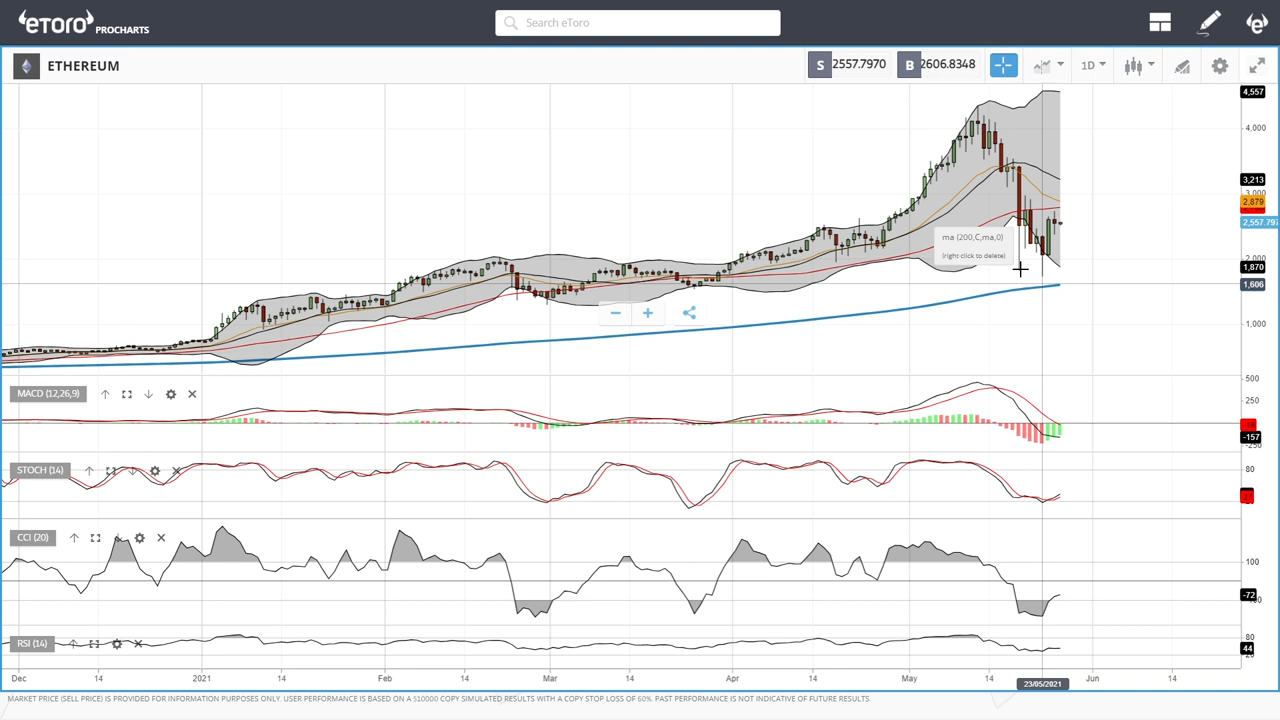 eToro PROCHARTS
Search eToro
ETHEREUM
S 2557.7970 B 2606.8348
1D
4,557
4,000
3,213
3,000
2,879
2,557.797
2,000
1,870
1,606
1,000
ma (200,C,ma,0)
(right click to delete)
MACD (12,26,9)
500
250
-157
STOCH (14)
80
CCI (20)
100
-72
RSI (14)
80
44
Dec 14 2021 14 Feb 14 Mar 14 Apr 14 May 14 Jun 14
23/05/2021
MARKET PRICE (SELL PRICE) IS PROVIDED FOR INFORMATION PURPOSES ONLY. USER PERFORMANCE IS BASED ON A $10000 COPY SIMULATED RESULTS WITH A COPY STOP LOSS OF 60%. PAST PERFORMANCE IS NOT INDICATIVE OF FUTURE RESULTS.